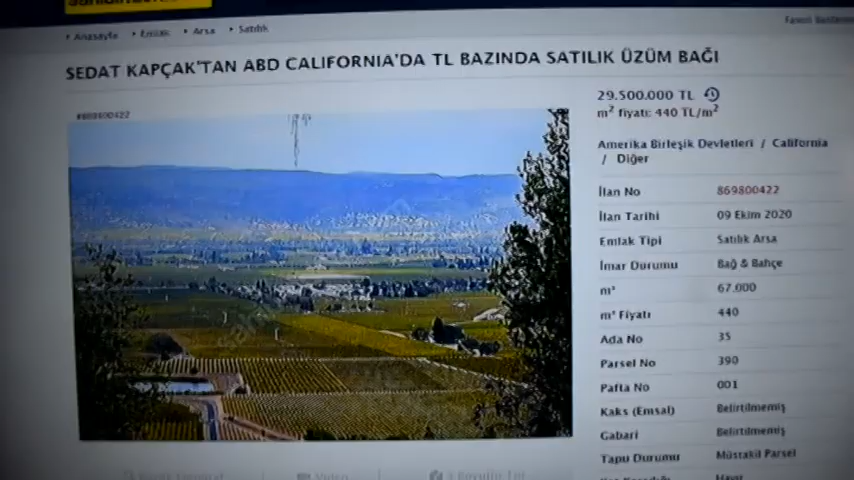 Anasayfa Emlak Arsa Satılık
SEDAT KAPÇAK'TAN ABD CALIFORNIA'DA TL BAZINDA SATILIK ÜZÜM BAĞI
#869800422
29.500.000 TL
m² fiyatı: 440 TL/m²
Amerika Birleşik Devletleri / California
/ Diğer
İlan No 869800422
İlan Tarihi 09 Ekim 2020
Emlak Tipi Satılık Arsa
İmar Durumu Bağ & Bahçe
m² 67.000
m² Fiyatı 440
Ada No 35
Parsel No 390
Pafta No 001
Kaks (Emsal) Belirtilmemiş
Gabari Belirtilmemiş
Tapu Durumu Müstakil Parsel
Video